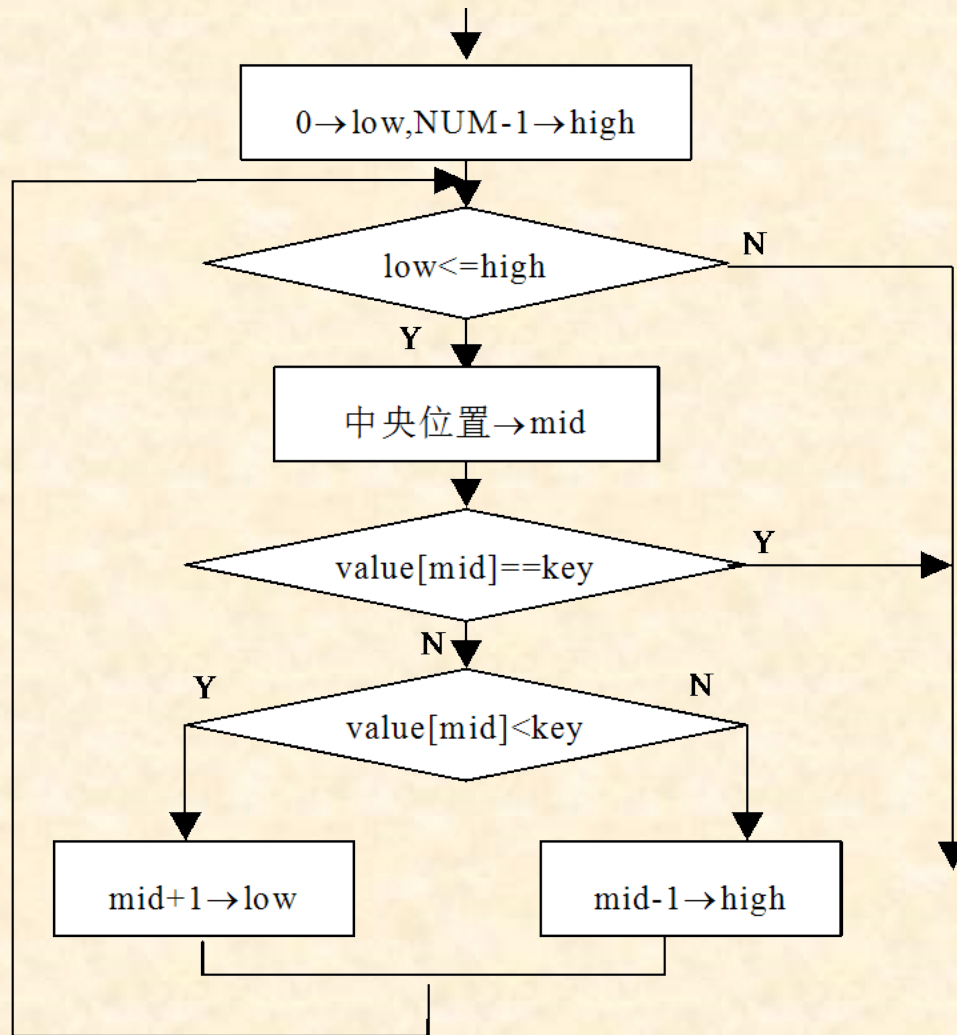 0→low,NUM-1→high
low<=high
N
Y
中央位置→mid
value[mid]==key
Y
N
Y
N
value[mid]<key
mid+1→low
mid-1→high